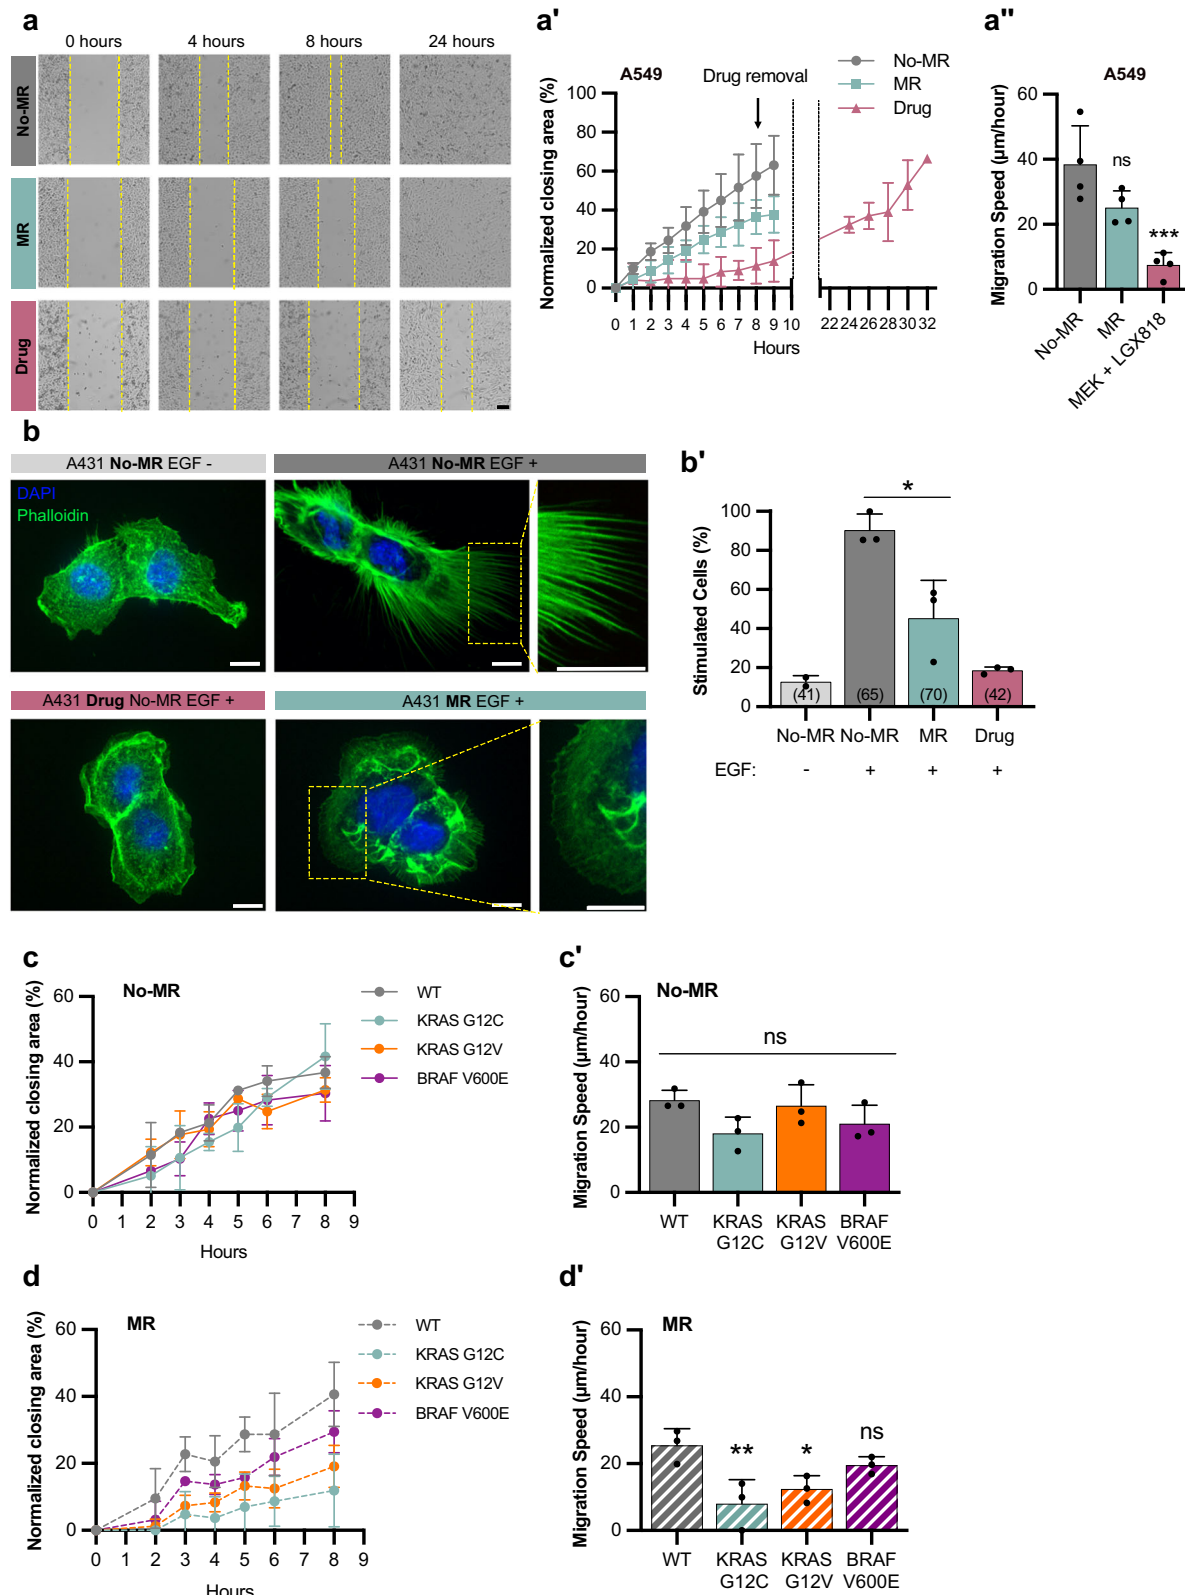 a
0 hours
4 hours
8 hours
24 hours
No-MR
MR
Drug
a'
A549
Drug removal
No-MR
MR
Drug
Normalized closing area (%)
100
80
60
40
20
0
0 1 2 3 4 5 6 7 8 9 10 22 24 26 28 30 32
Hours
a"
A549
Migration Speed (µm/hour)
60
40
20
0
ns
***
No-MR
MR
MEK + LGX818
b
A431 No-MR EGF -
A431 No-MR EGF +
DAPI
Phalloidin
A431 Drug No-MR EGF +
A431 MR EGF +
b'
*
Stimulated Cells (%)
100
80
60
40
20
0
(41) (65) (70) (42)
No-MR No-MR MR Drug
EGF: - + + +
c
No-MR
WT
KRAS G12C
KRAS G12V
BRAF V600E
Normalized closing area (%)
60
40
20
0
0 1 2 3 4 5 6 7 8 9
Hours
c'
No-MR
ns
Migration Speed (µm/hour)
60
40
20
0
WT KRAS KRAS BRAF
G12C G12V V600E
d
MR
WT
KRAS G12C
KRAS G12V
BRAF V600E
Normalized closing area (%)
60
40
20
0
0 1 2 3 4 5 6 7 8 9
Hours
d'
MR
Migration Speed (µm/hour)
60
40
20
0
** * ns
WT KRAS KRAS BRAF
G12C G12V V600E